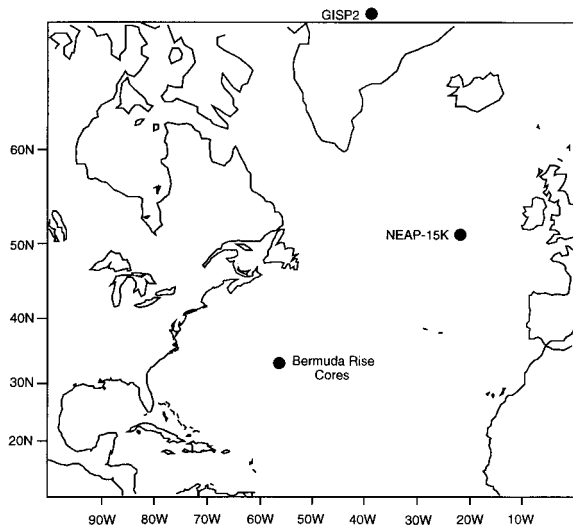 GISP2
60N
NEAP-15K
50N
40N
Bermuda Rise
Cores
30N
20N
90W 80W 70W 60W 50W 40W 30W 20W 10W